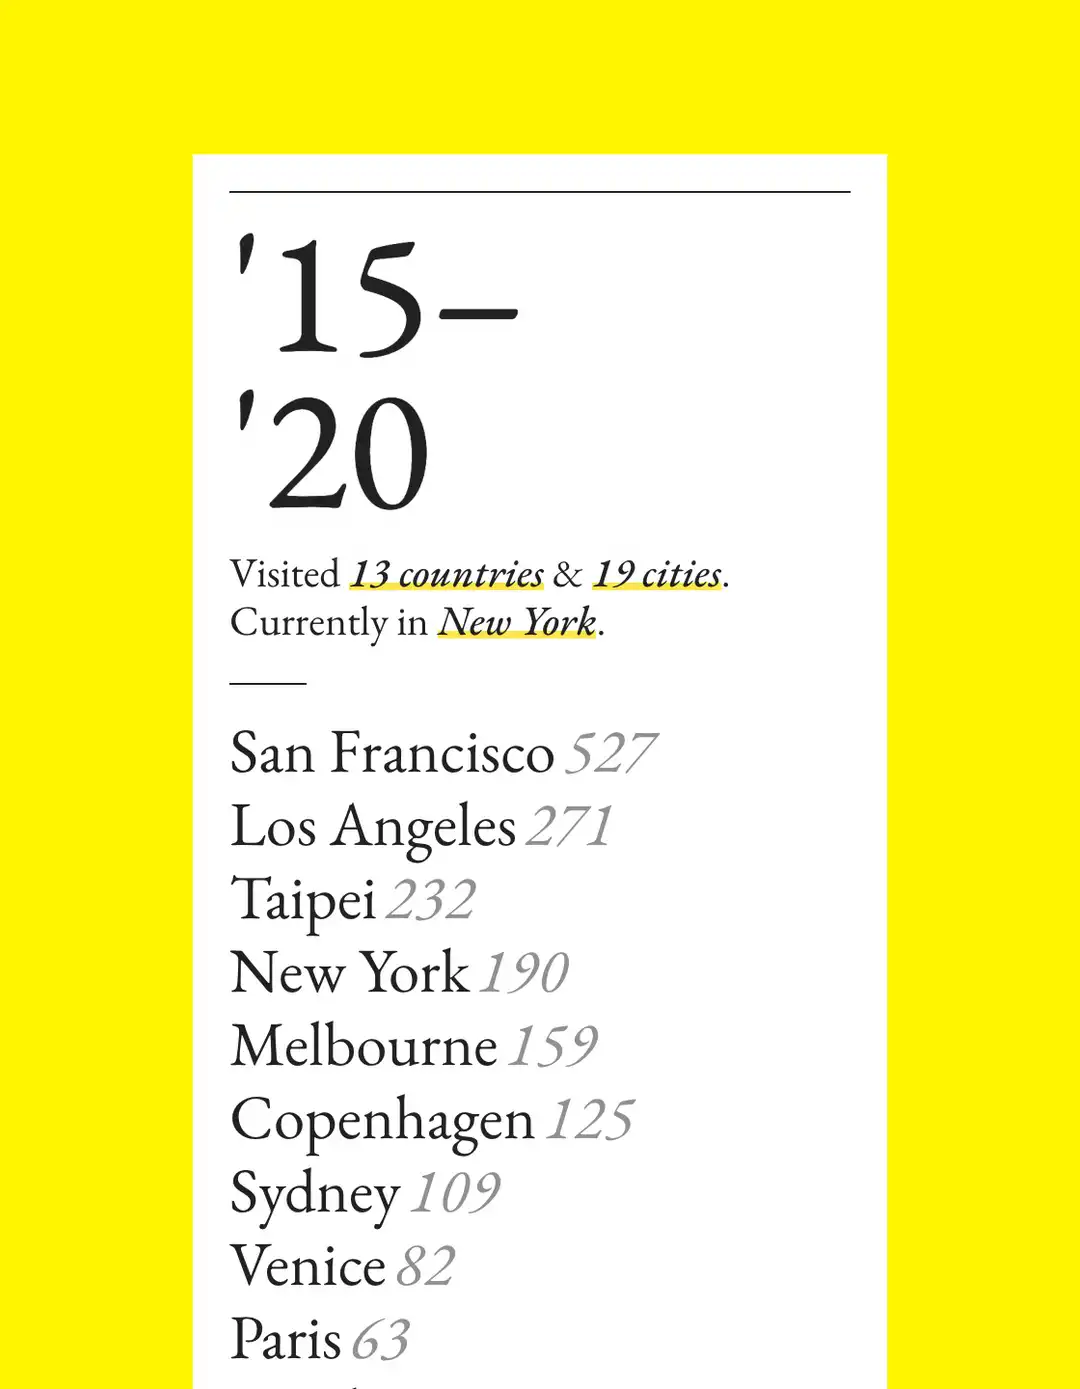 '15–
'20
Visited 13 countries & 19 cities.
Currently in New York.
San Francisco 527
Los Angeles 271
Taipei 232
New York 190
Melbourne 159
Copenhagen 125
Sydney 109
Venice 82
Paris 63